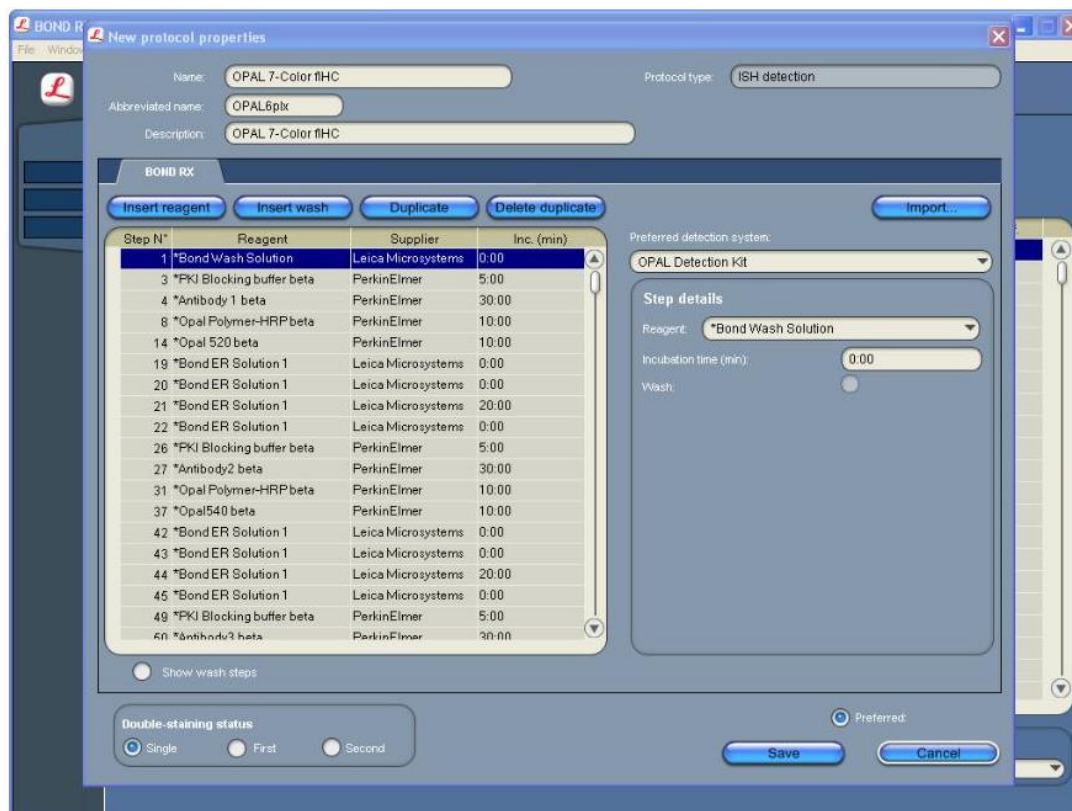 BOND R
New protocol properties
File Window
Name: OPAL 7-Color fIHC
Protocol type: ISH detection
Abbreviated name: OPAL6plx
Description: OPAL 7-Color fIHC
BOND RX
Insert reagent Insert wash Duplicate Delete duplicate Import...
Step N° Reagent Supplier Inc. (min)
1 *Bond Wash Solution Leica Microsystems 0:00
3 *PKI Blocking buffer beta PerkinElmer 5:00
4 *Antibody 1 beta PerkinElmer 30:00
8 *Opal Polymer-HRP beta PerkinElmer 10:00
14 *Opal 520 beta PerkinElmer 10:00
19 *Bond ER Solution 1 Leica Microsystems 0:00
20 *Bond ER Solution 1 Leica Microsystems 0:00
21 *Bond ER Solution 1 Leica Microsystems 20:00
22 *Bond ER Solution 1 Leica Microsystems 0:00
26 *PKI Blocking buffer beta PerkinElmer 5:00
27 *Antibody2 beta PerkinElmer 30:00
31 *Opal Polymer-HRP beta PerkinElmer 10:00
37 *Opal540 beta PerkinElmer 10:00
42 *Bond ER Solution 1 Leica Microsystems 0:00
43 *Bond ER Solution 1 Leica Microsystems 0:00
44 *Bond ER Solution 1 Leica Microsystems 20:00
45 *Bond ER Solution 1 Leica Microsystems 0:00
49 *PKI Blocking buffer beta PerkinElmer 5:00
50 *Antibody3 beta PerkinElmer 30:00
Show wash steps
Preferred detection system:
OPAL Detection Kit
Step details
Reagent: *Bond Wash Solution
Incubation time (min): 0:00
Wash:
Double-staining status
Single First Second
Preferred:
Save Cancel